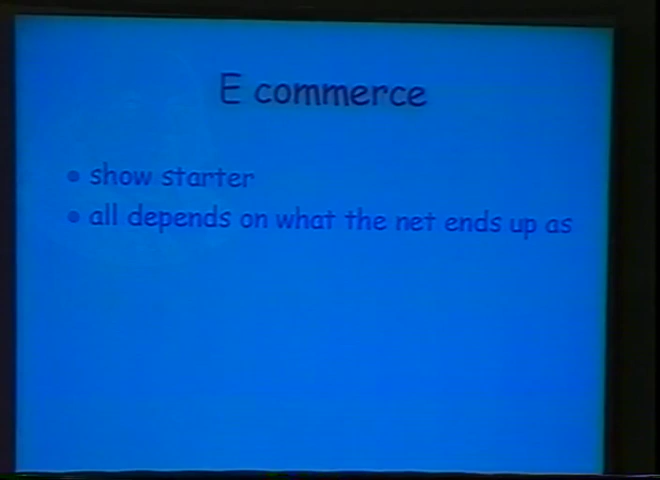 E commerce
show starter
all depends on what the net ends up as